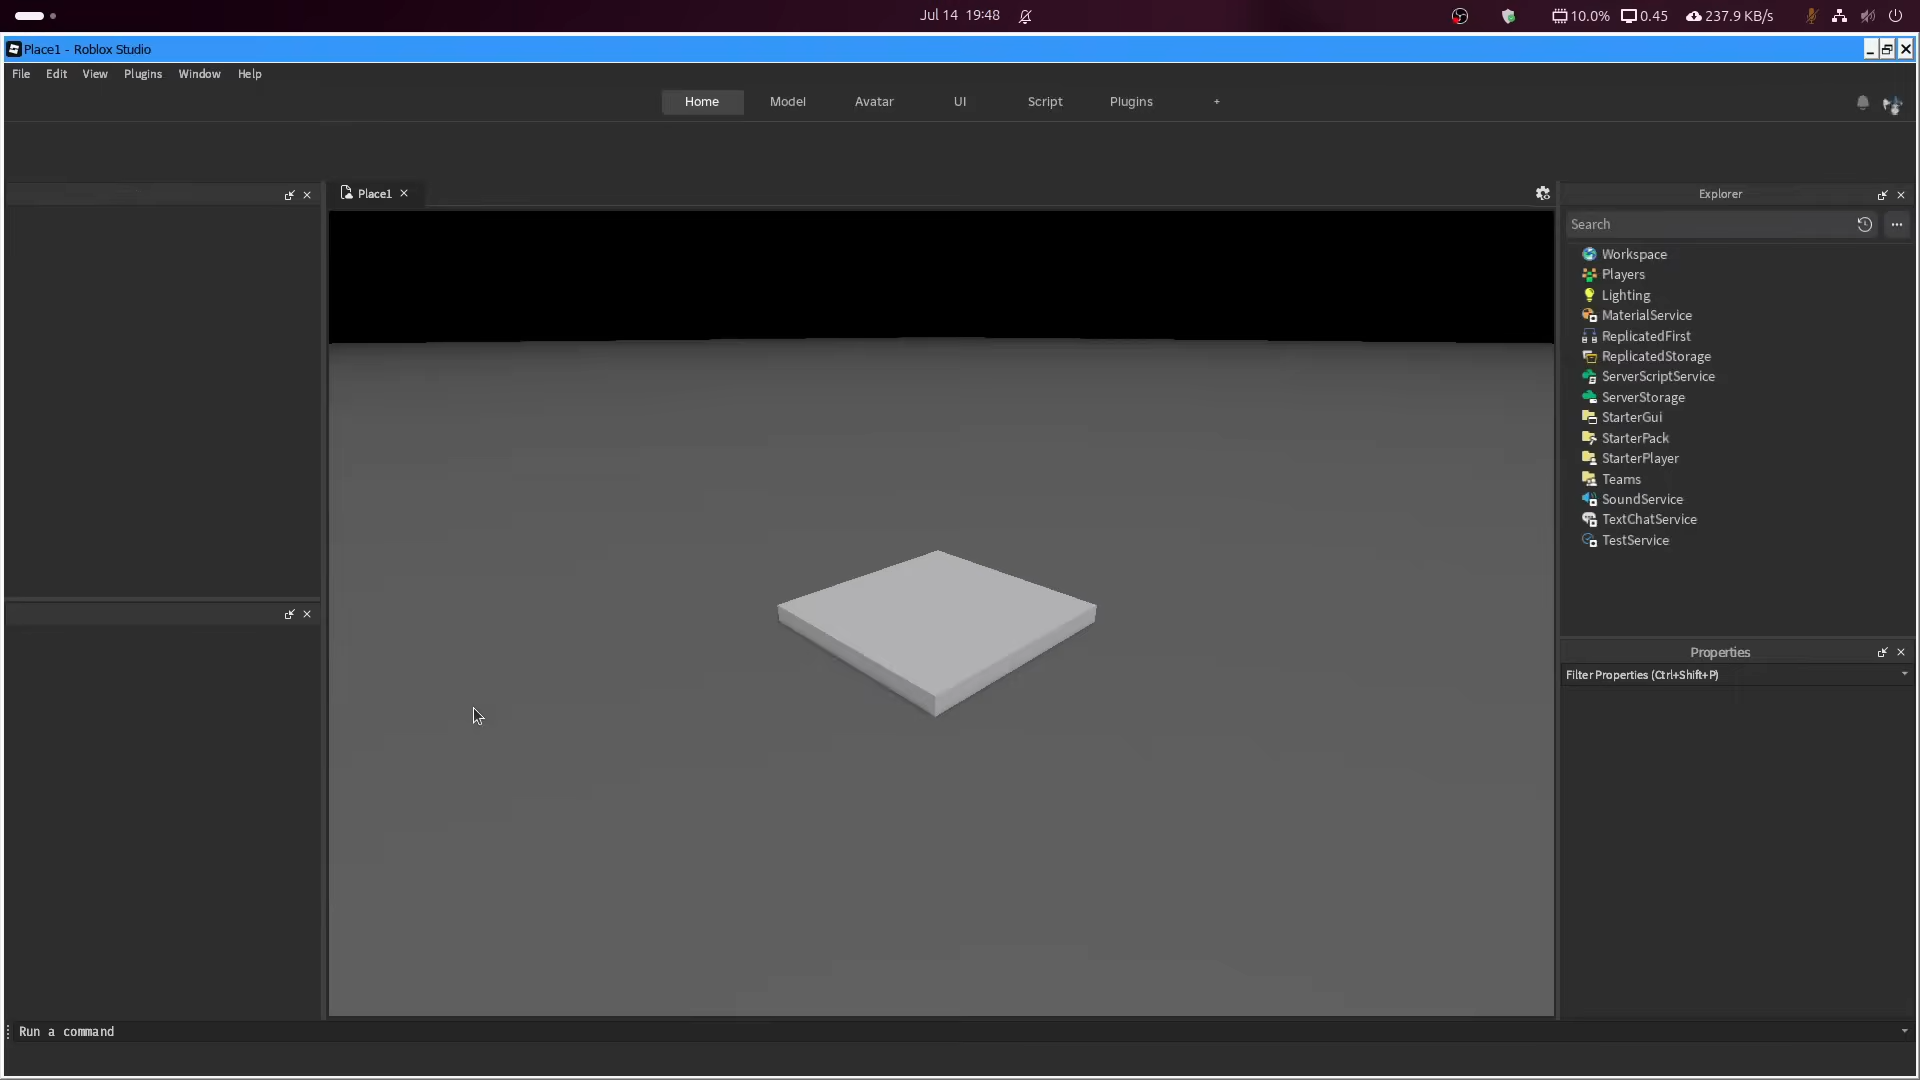 Jul 14 19:48
10.0% 0.45 237.9 KB/s
Place1 - Roblox Studio
File Edit View Plugins Window Help
Home Model Avatar UI Script Plugins +
Place1
Explorer
Search
Workspace
Players
Lighting
MaterialService
ReplicatedFirst
ReplicatedStorage
ServerScriptService
ServerStorage
StarterGui
StarterPack
StarterPlayer
Teams
SoundService
TextChatService
TestService
Properties
Filter Properties (Ctrl+Shift+P)
Run a command